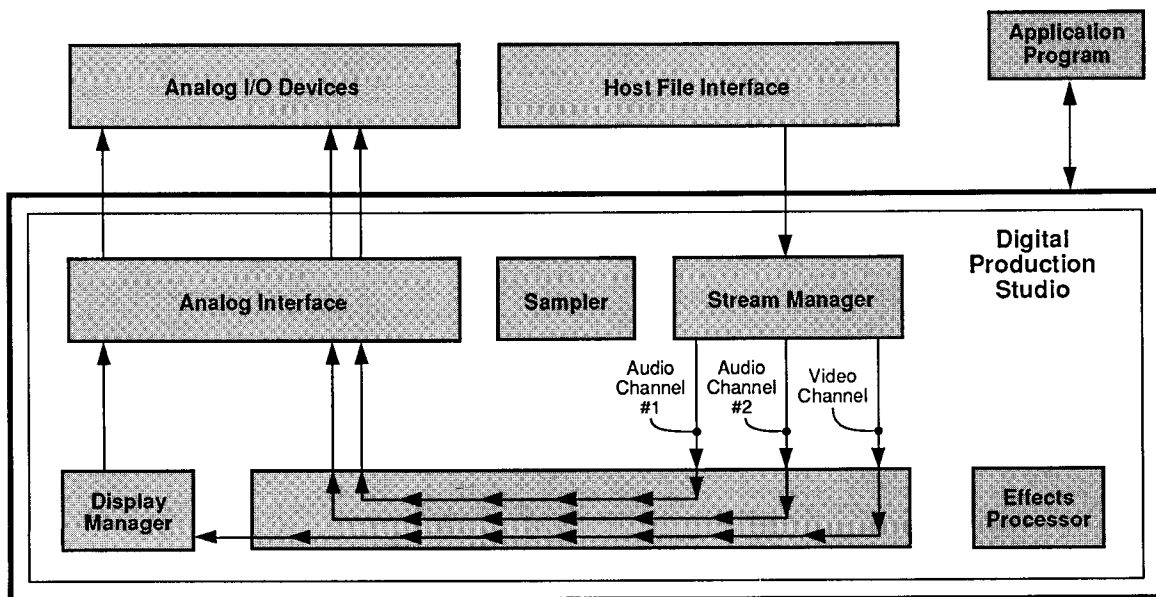 Analog I/O Devices
Host File Interface
Application
Program
Digital
Production
Studio
Analog Interface
Sampler
Stream Manager
Audio
Channel
#1
Audio
Channel
#2
Video
Channel
Display
Manager
Effects
Processor